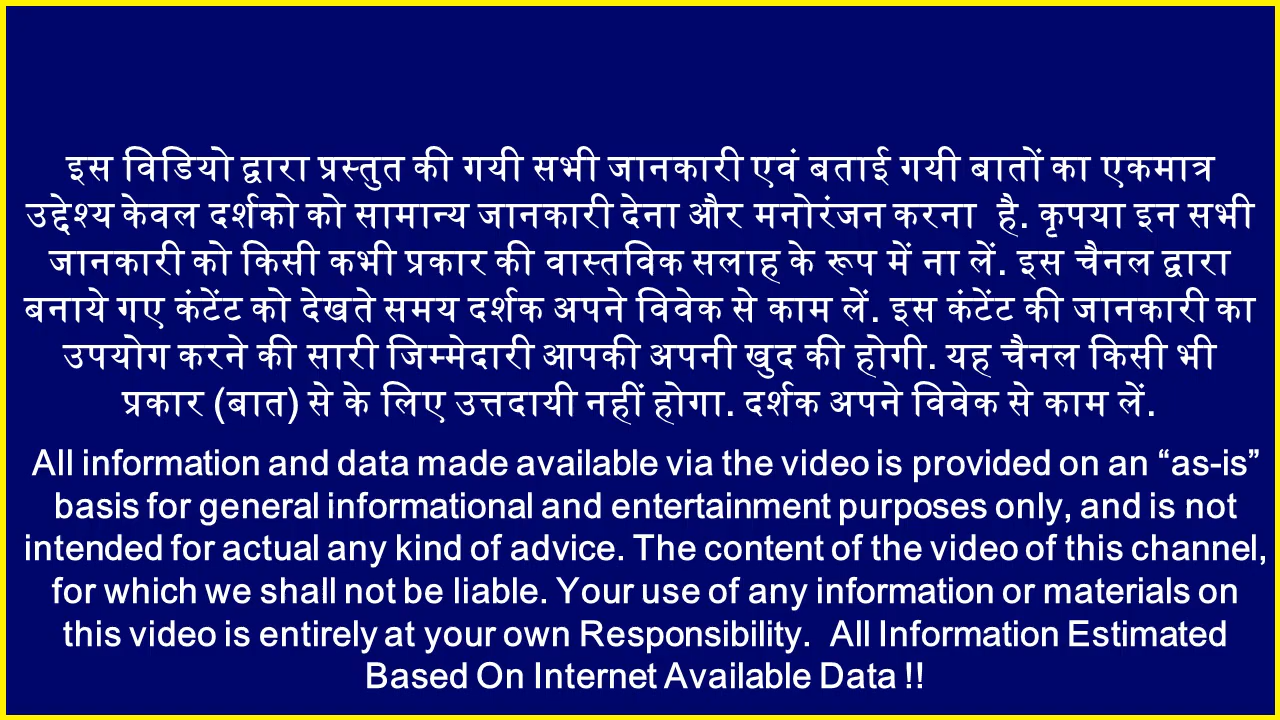 इस विडियो द्वारा प्रस्तुत की गयी सभी जानकारी एवं बताई गयी बातों का एकमात्र
उद्देश्य केवल दर्शको को सामान्य जानकारी देना और मनोरंजन करना  है. कृपया इन सभी
जानकारी को किसी कभी प्रकार की वास्तविक सलाह के रूप में ना लें. इस चैनल द्वारा
बनाये गए कंटेंट को देखते समय दर्शक अपने विवेक से काम लें. इस कंटेंट की जानकारी का
उपयोग करने की सारी जिम्मेदारी आपकी अपनी खुद की होगी. यह चैनल किसी भी
प्रकार (बात) से के लिए उत्तदायी नहीं होगा. दर्शक अपने विवेक से काम लें.
All information and data made available via the video is provided on an “as-is”
basis for general informational and entertainment purposes only, and is not
intended for actual any kind of advice. The content of the video of this channel,
for which we shall not be liable. Your use of any information or materials on
this video is entirely at your own Responsibility.  All Information Estimated
Based On Internet Available Data !!